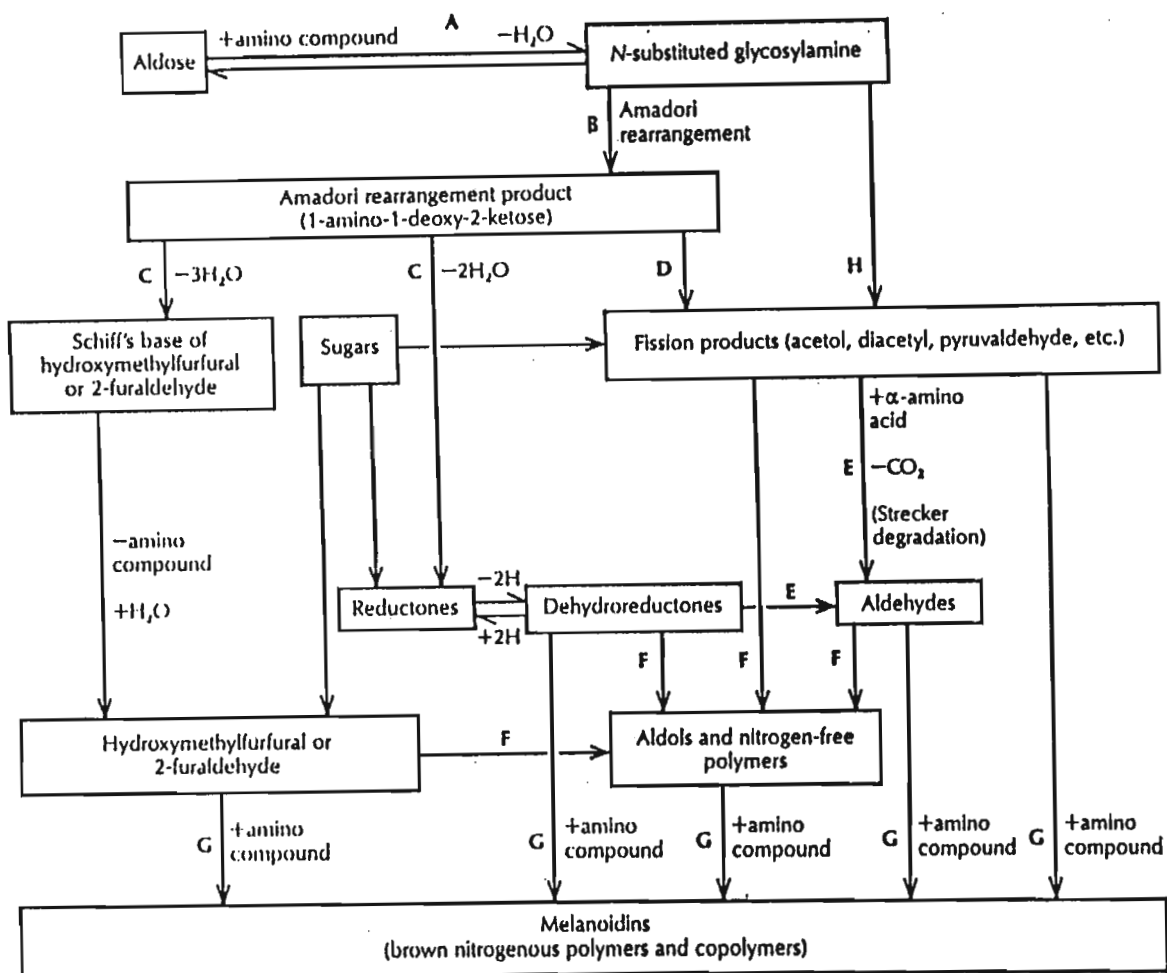 A
+amino compound
−H₂O
Aldose
N-substituted glycosylamine
B
Amadori
rearrangement
Amadori rearrangement product
(1-amino-1-deoxy-2-ketose)
C
−3H₂O
C
−2H₂O
D
H
Schiff's base of
hydroxymethylfurfural
or 2-furaldehyde
Sugars
Fission products (acetol, diacetyl, pyruvaldehyde, etc.)
+α-amino
acid
E
−CO₂
(Strecker
degradation)
−amino
compound
+H₂O
Reductones
−2H
+2H
Dehydroreductones
E
Aldehydes
F
F
F
Hydroxymethylfurfural or
2-furaldehyde
F
Aldols and nitrogen-free
polymers
G
+amino
compound
G
+amino
compound
G
+amino
compound
G
+amino
compound
G
+amino
compound
Melanoidins
(brown nitrogenous polymers and copolymers)